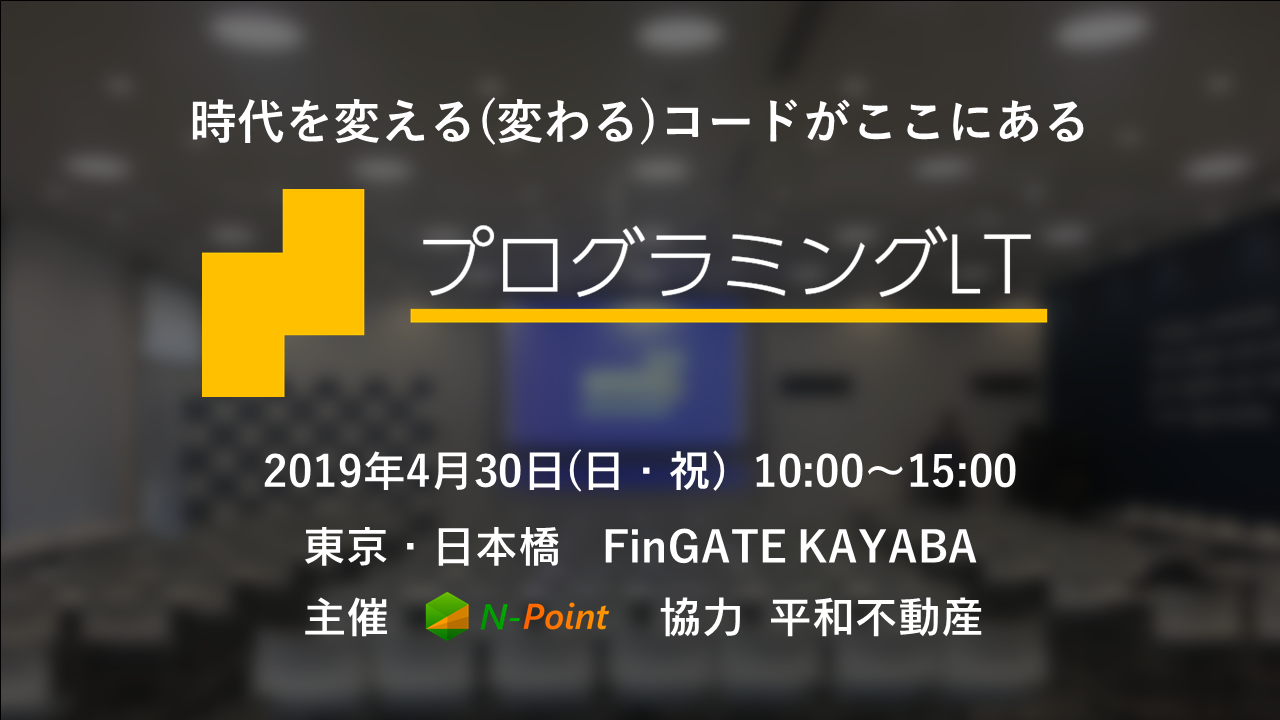 時代を変える(変わる)コードがここにある
プログラミングLT
2019年4月30日(日・祝) 10:00～15:00
東京・日本橋　FinGATE KAYABA
主催　N-Point　協力 平和不動産